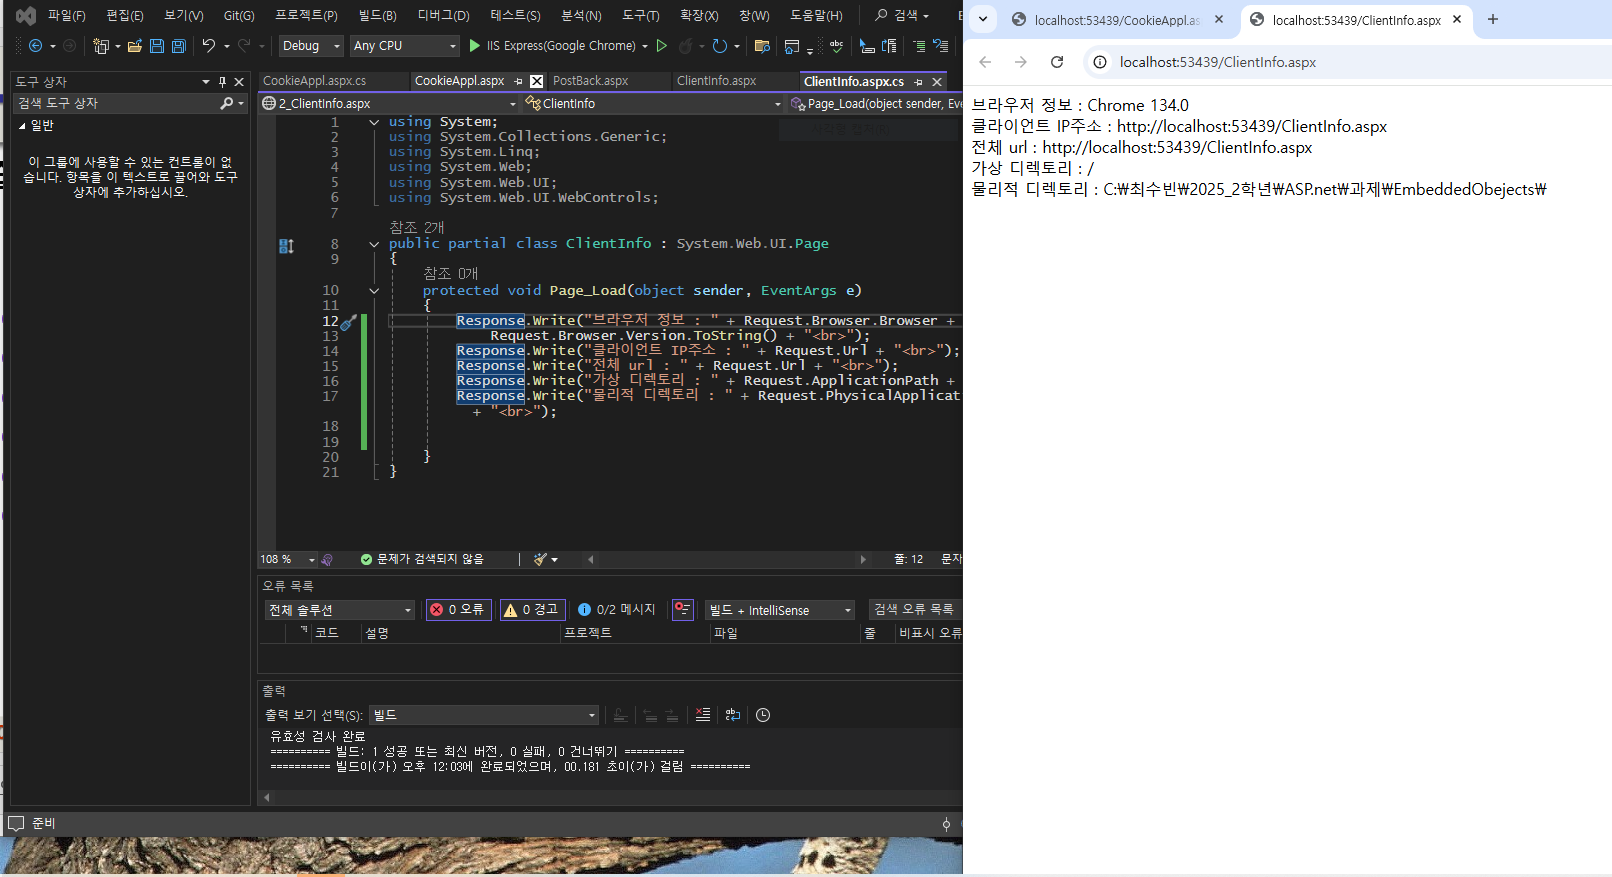 파일(F) 편집(E) 보기(V) Git(G) 프로젝트(P) 빌드(B) 디버그(D) 테스트(S) 분석(N) 도구(T) 확장(X) 창(W) 도움말(H) 검색
Debug Any CPU IIS Express(Google Chrome)
도구 상자
검색 도구 상자
일반
이 그룹에 사용할 수 있는 컨트롤이 없
습니다. 항목을 이 텍스트로 끌어와 도구
상자에 추가하십시오.
CookieAppl.aspx.cs CookieAppl.aspx PostBack.aspx ClientInfo.aspx ClientInfo.aspx.cs
2_ClientInfo.aspx ClientInfo Page_Load(object sender, Eve
1 using System;
2 using System.Collections.Generic;
3 using System.Linq;
4 using System.Web;
5 using System.Web.UI;
6 using System.Web.UI.WebControls;
7
참조 2개
8 public partial class ClientInfo : System.Web.UI.Page
9 {
참조 0개
10 protected void Page_Load(object sender, EventArgs e)
11 {
12 Response.Write("브라우저 정보 : " + Request.Browser.Browser +
13 Request.Browser.Version.ToString() + "<br>");
14 Response.Write("클라이언트 IP주소 : " + Request.Url + "<br>");
15 Response.Write("전체 url : " + Request.Url + "<br>");
16 Response.Write("가상 디렉토리 : " + Request.ApplicationPath +
17 Response.Write("물리적 디렉토리 : " + Request.PhysicalApplicat
+ "<br>");
18
19
20 }
21 }
108 % 문제가 검색되지 않음 줄: 12 문자
오류 목록
전체 솔루션 0 오류 0 경고 0/2 메시지 빌드 + IntelliSense 검색 오류 목록
코드 설명 프로젝트 파일 줄 비표시 오류
출력
출력 보기 선택(S): 빌드
유효성 검사 완료
========== 빌드: 1 성공 또는 최신 버전, 0 실패, 0 건너뛰기 ==========
========== 빌드이(가) 오후 12:03에 완료되었으며, 00.181 초이(가) 걸림 ==========
준비
localhost:53439/CookieAppl.as localhost:53439/ClientInfo.aspx
localhost:53439/ClientInfo.aspx
브라우저 정보 : Chrome 134.0
클라이언트 IP주소 : http://localhost:53439/ClientInfo.aspx
전체 url : http://localhost:53439/ClientInfo.aspx
가상 디렉토리 : /
물리적 디렉토리 : C:₩최수빈₩2025_2학년₩ASP.net₩과제₩EmbeddedObejects₩